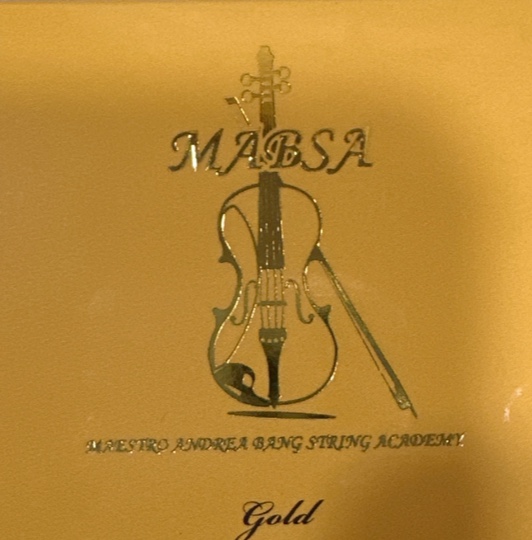 MABSA
MAESTRO ANDREA BANG STRING ACADEMY
Gold